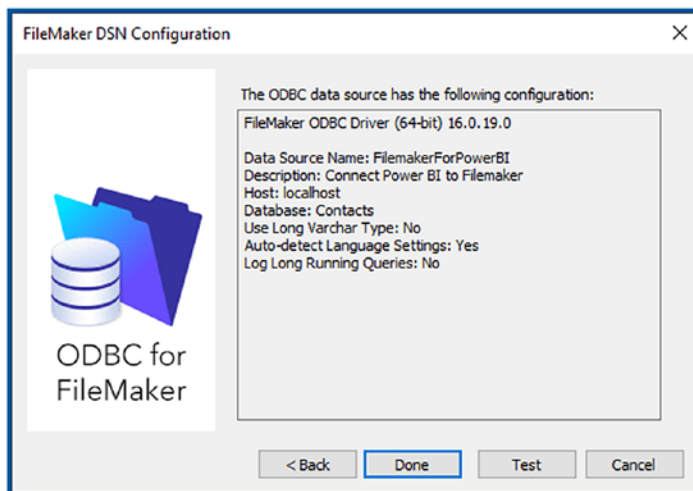 FileMaker DSN Configuration
The ODBC data source has the following configuration:
FileMaker ODBC Driver (64-bit) 16.0.19.0
Data Source Name: FilemakerForPowerBI
Description: Connect Power BI to Filemaker
Host: localhost
Database: Contacts
Use Long Varchar Type: No
Auto-detect Language Settings: Yes
Log Long Running Queries: No
ODBC for
FileMaker
< Back
Done
Test
Cancel